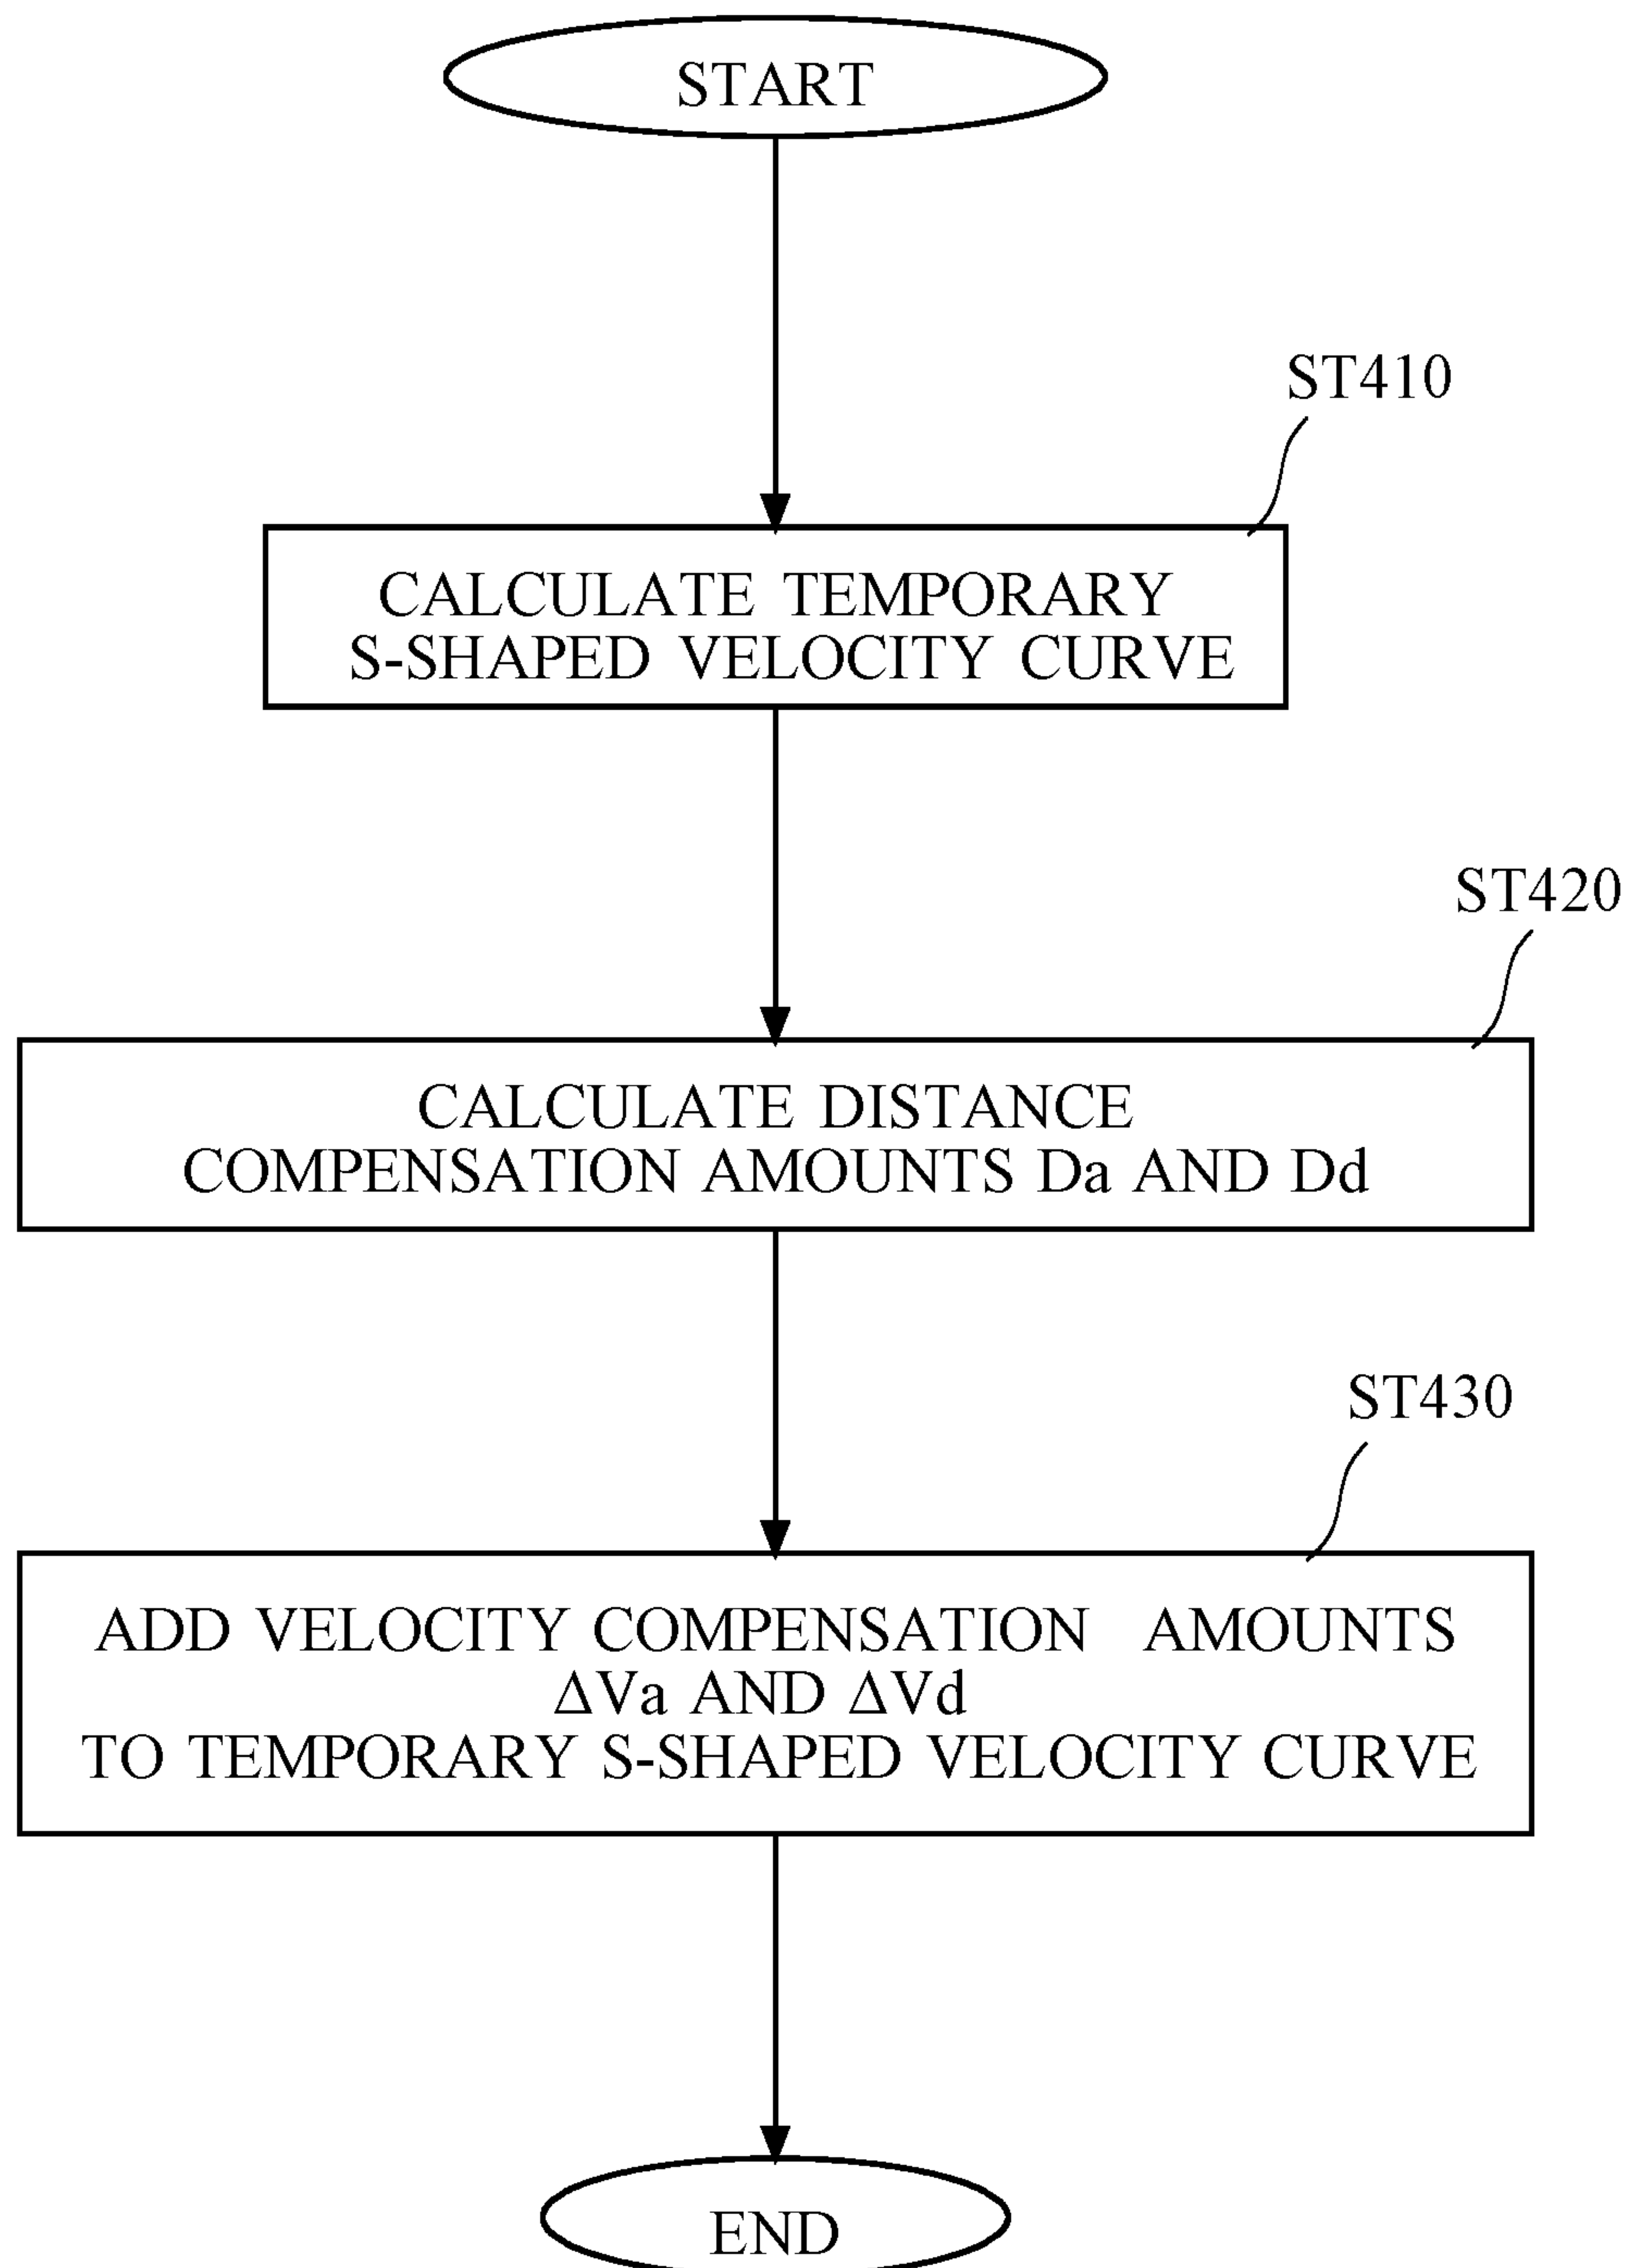 START
ST410
CALCULATE TEMPORARY
S-SHAPED VELOCITY CURVE
ST420
CALCULATE DISTANCE
COMPENSATION AMOUNTS Da AND Dd
ST430
ADD VELOCITY COMPENSATION AMOUNTS
ΔVa AND ΔVd
TO TEMPORARY S-SHAPED VELOCITY CURVE
END